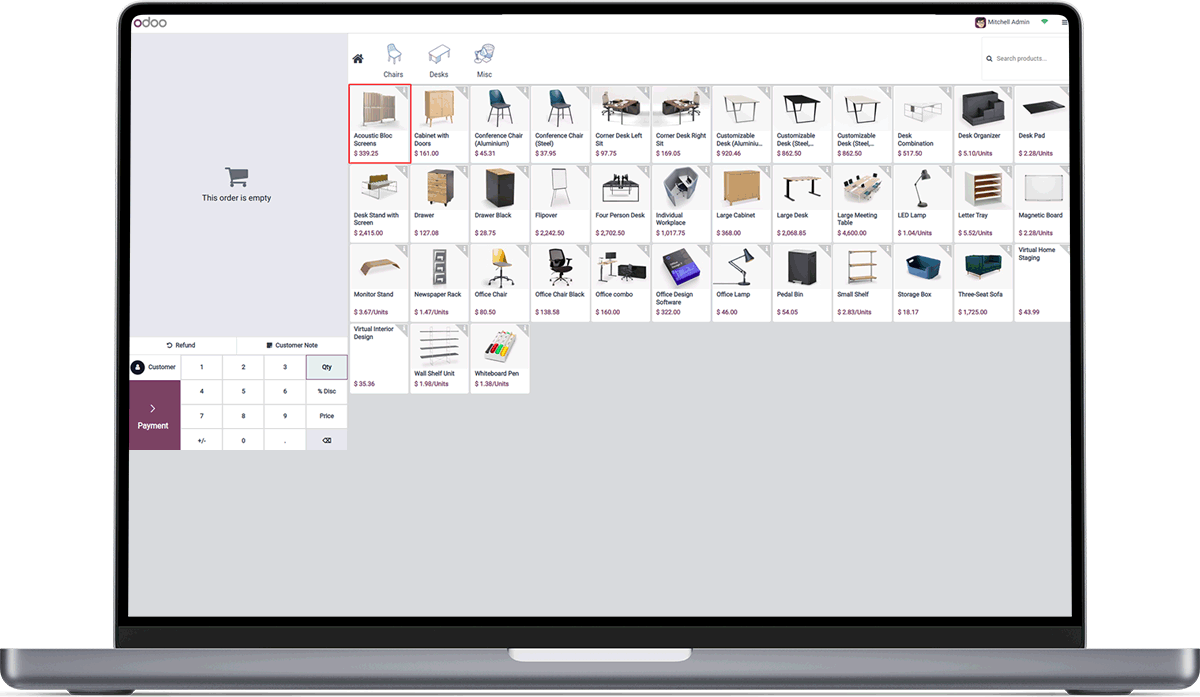 odoo
Mitchell Admin
Chairs
Desks
Misc
Search products...
This order is empty
Refund
Customer Note
Customer
1
2
3
Qty
4
5
6
% Disc
7
8
9
Price
+/-
0
.
Payment
Acoustic Bloc
Screens
$ 339.25
Cabinet with
Doors
$ 161.00
Conference Chair
(Aluminium)
$ 45.31
Conference Chair
(Steel)
$ 37.95
Corner Desk Left
Sit
$ 97.75
Corner Desk Right
Sit
$ 169.05
Customizable
Desk (Aluminiu...
$ 920.46
Customizable
Desk (Steel,...
$ 862.50
Customizable
Desk (Steel,...
$ 862.50
Desk
Combination
$ 517.50
Desk Organizer
$ 5.10/Units
Desk Pad
$ 2.28/Units
Desk Stand with
Screen
$ 2,415.00
Drawer
$ 127.08
Drawer Black
$ 28.75
Flipover
$ 2,242.50
Four Person Desk
$ 2,702.50
Individual
Workplace
$ 1,017.75
Large Cabinet
$ 368.00
Large Desk
$ 2,068.85
Large Meeting
Table
$ 4,600.00
LED Lamp
$ 1.04/Units
Letter Tray
$ 5.52/Units
Magnetic Board
$ 2.28/Units
Monitor Stand
$ 3.67/Units
Newspaper Rack
$ 1.47/Units
Office Chair
$ 80.50
Office Chair Black
$ 138.58
Office combo
$ 160.00
Office Design
Software
$ 322.00
Office Lamp
$ 46.00
Pedal Bin
$ 54.05
Small Shelf
$ 2.83/Units
Storage Box
$ 18.17
Three-Seat Sofa
$ 1,725.00
Virtual Home
Staging
$ 43.99
Virtual Interior
Design
$ 35.36
Wall Shelf Unit
$ 1.98/Units
Whiteboard Pen
$ 1.38/Units